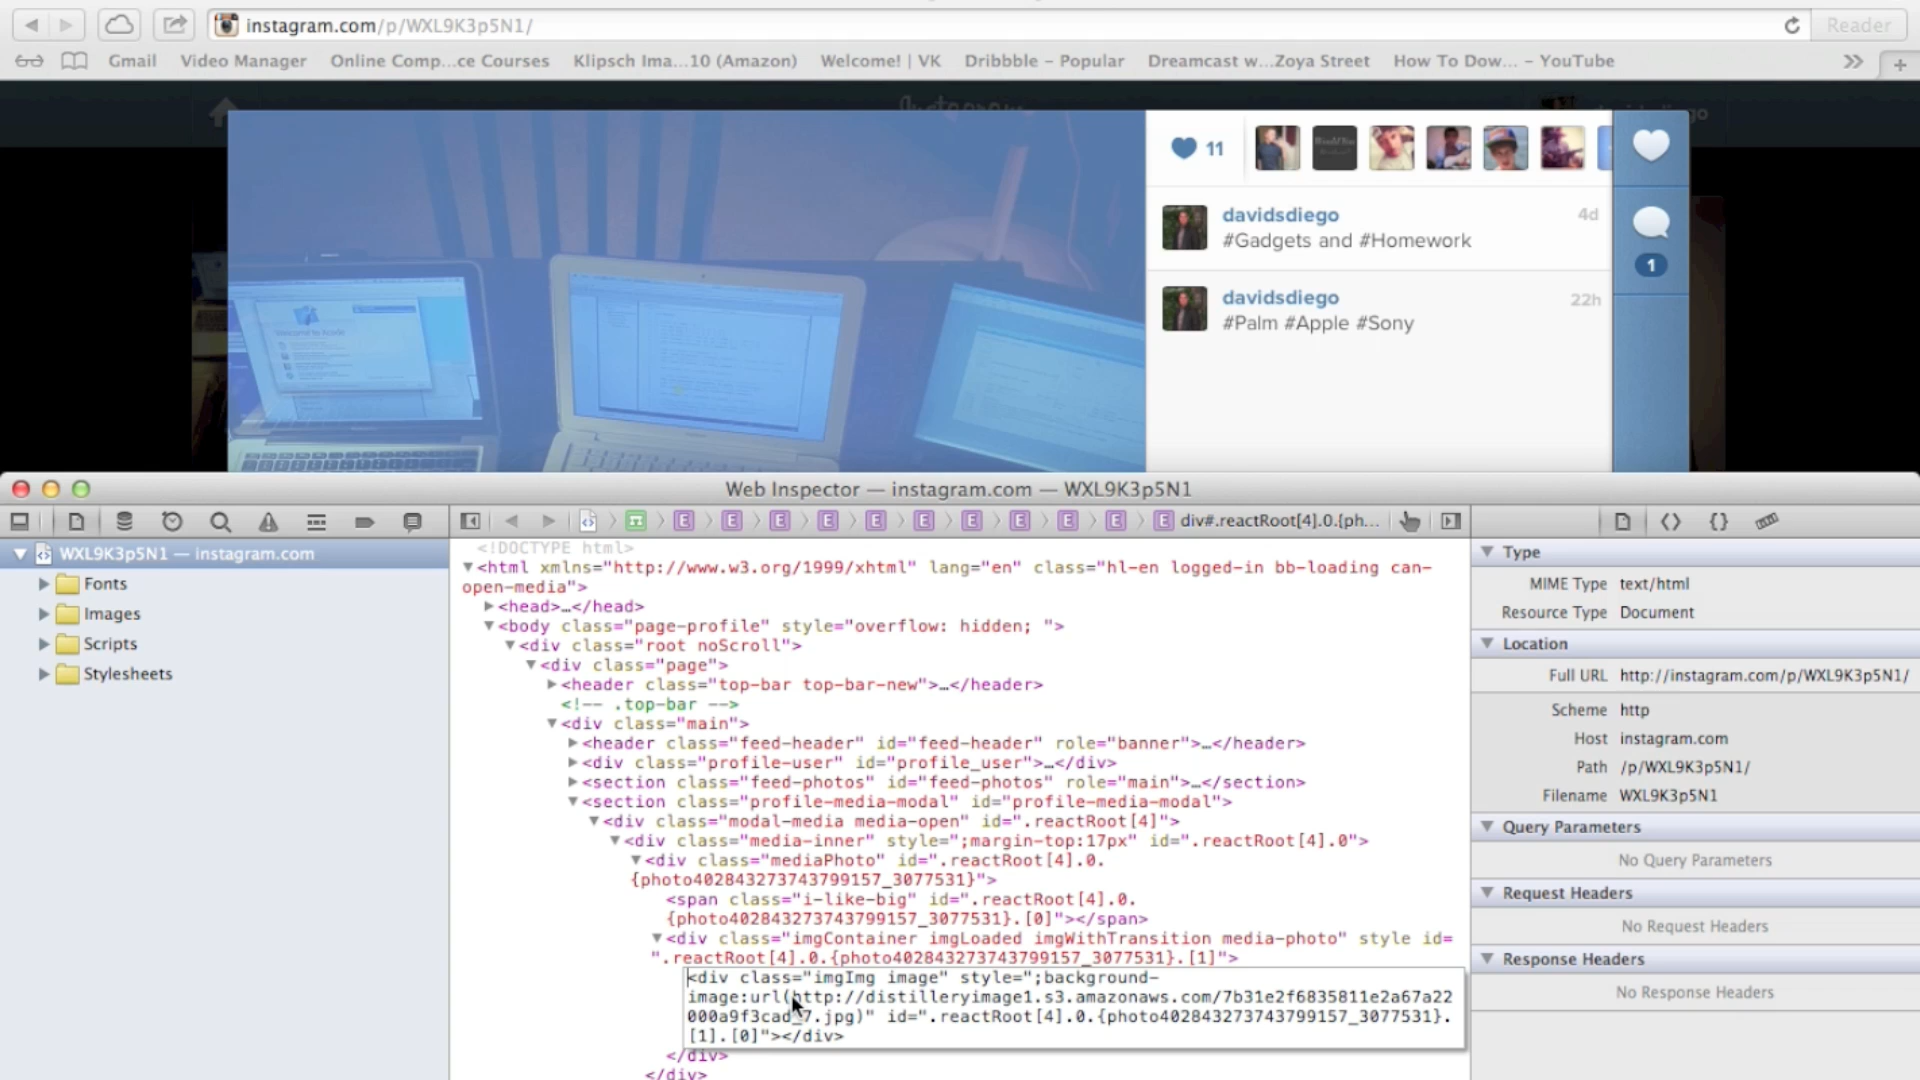 instagram.com/p/WXL9K3p5N1/
Reader
Gmail
Video Manager
Online Comp...ce Courses
Klipsch Ima...10 (Amazon)
Welcome! | VK
Dribbble – Popular
Dreamcast w...Zoya Street
How To Dow... – YouTube
Instagram
11
davidsdiego
4d
#Gadgets and #Homework
1
davidsdiego
22h
#Palm #Apple #Sony
Web Inspector — instagram.com — WXL9K3p5N1
E E E E E E E E E E E div#.reactRoot[4].0.{ph...
WXL9K3p5N1 — instagram.com
Fonts
Images
Scripts
Stylesheets
<!DOCTYPE html>
<html xmlns="http://www.w3.org/1999/xhtml" lang="en" class="hl-en logged-in bb-loading can-
open-media">
<head>…</head>
<body class="page-profile" style="overflow: hidden; ">
<div class="root noScroll">
<div class="page">
<header class="top-bar top-bar-new">…</header>
<!-- .top-bar -->
<div class="main">
<header class="feed-header" id="feed-header" role="banner">…</header>
<div class="profile-user" id="profile_user">…</div>
<section class="feed-photos" id="feed-photos" role="main">…</section>
<section class="profile-media-modal" id="profile-media-modal">
<div class="modal-media media-open" id=".reactRoot[4]">
<div class="media-inner" style=";margin-top:17px" id=".reactRoot[4].0">
<div class="mediaPhoto" id=".reactRoot[4].0.
{photo402843273743799157_3077531}">
<span class="i-like-big" id=".reactRoot[4].0.
{photo402843273743799157_3077531}.[0]"></span>
<div class="imgContainer imgLoaded imgWithTransition media-photo" style id=
".reactRoot[4].0.{photo402843273743799157_3077531}.[1]">
<div class="imgImg image" style=";background-
image:url(http://distilleryimage1.s3.amazonaws.com/7b31e2f6835811e2a67a22
000a9f3cad_7.jpg)" id=".reactRoot[4].0.{photo402843273743799157_3077531}.
[1].[0]"></div>
</div>
</div>
Type
MIME Type text/html
Resource Type Document
Location
Full URL http://instagram.com/p/WXL9K3p5N1/
Scheme http
Host instagram.com
Path /p/WXL9K3p5N1/
Filename WXL9K3p5N1
Query Parameters
No Query Parameters
Request Headers
No Request Headers
Response Headers
No Response Headers